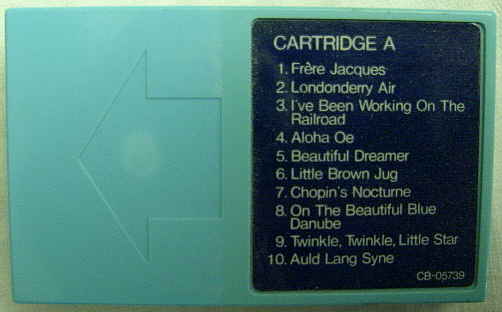 CARTRIDGE A
1. Frère Jacques
2. Londonderry Air
3. I've Been Working On The
Railroad
4. Aloha Oe
5. Beautiful Dreamer
6. Little Brown Jug
7. Chopin's Nocturne
8. On The Beautiful Blue
Danube
9. Twinkle, Twinkle, Little Star
10. Auld Lang Syne
CB-05739